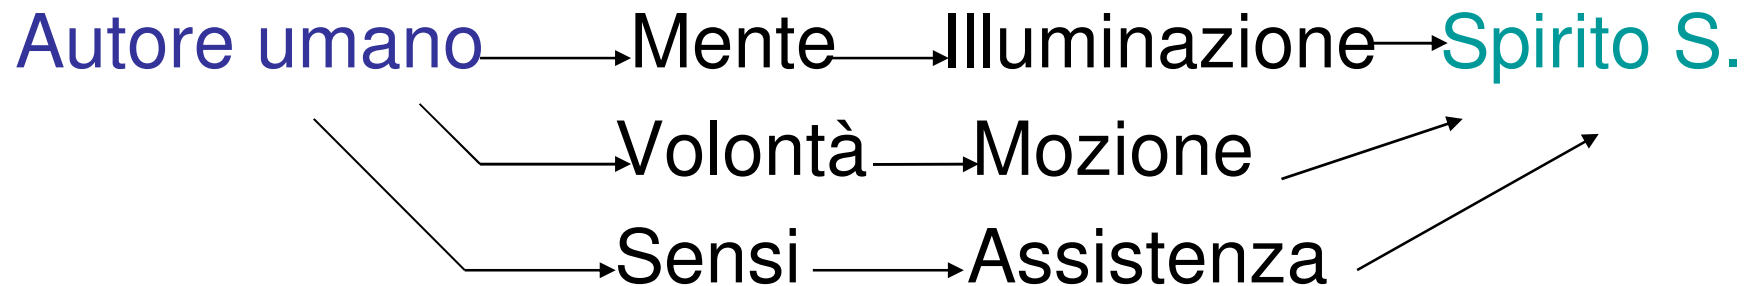 Autore umano Mente Illuminazione Spirito S.
Volontà Mozione
Sensi Assistenza